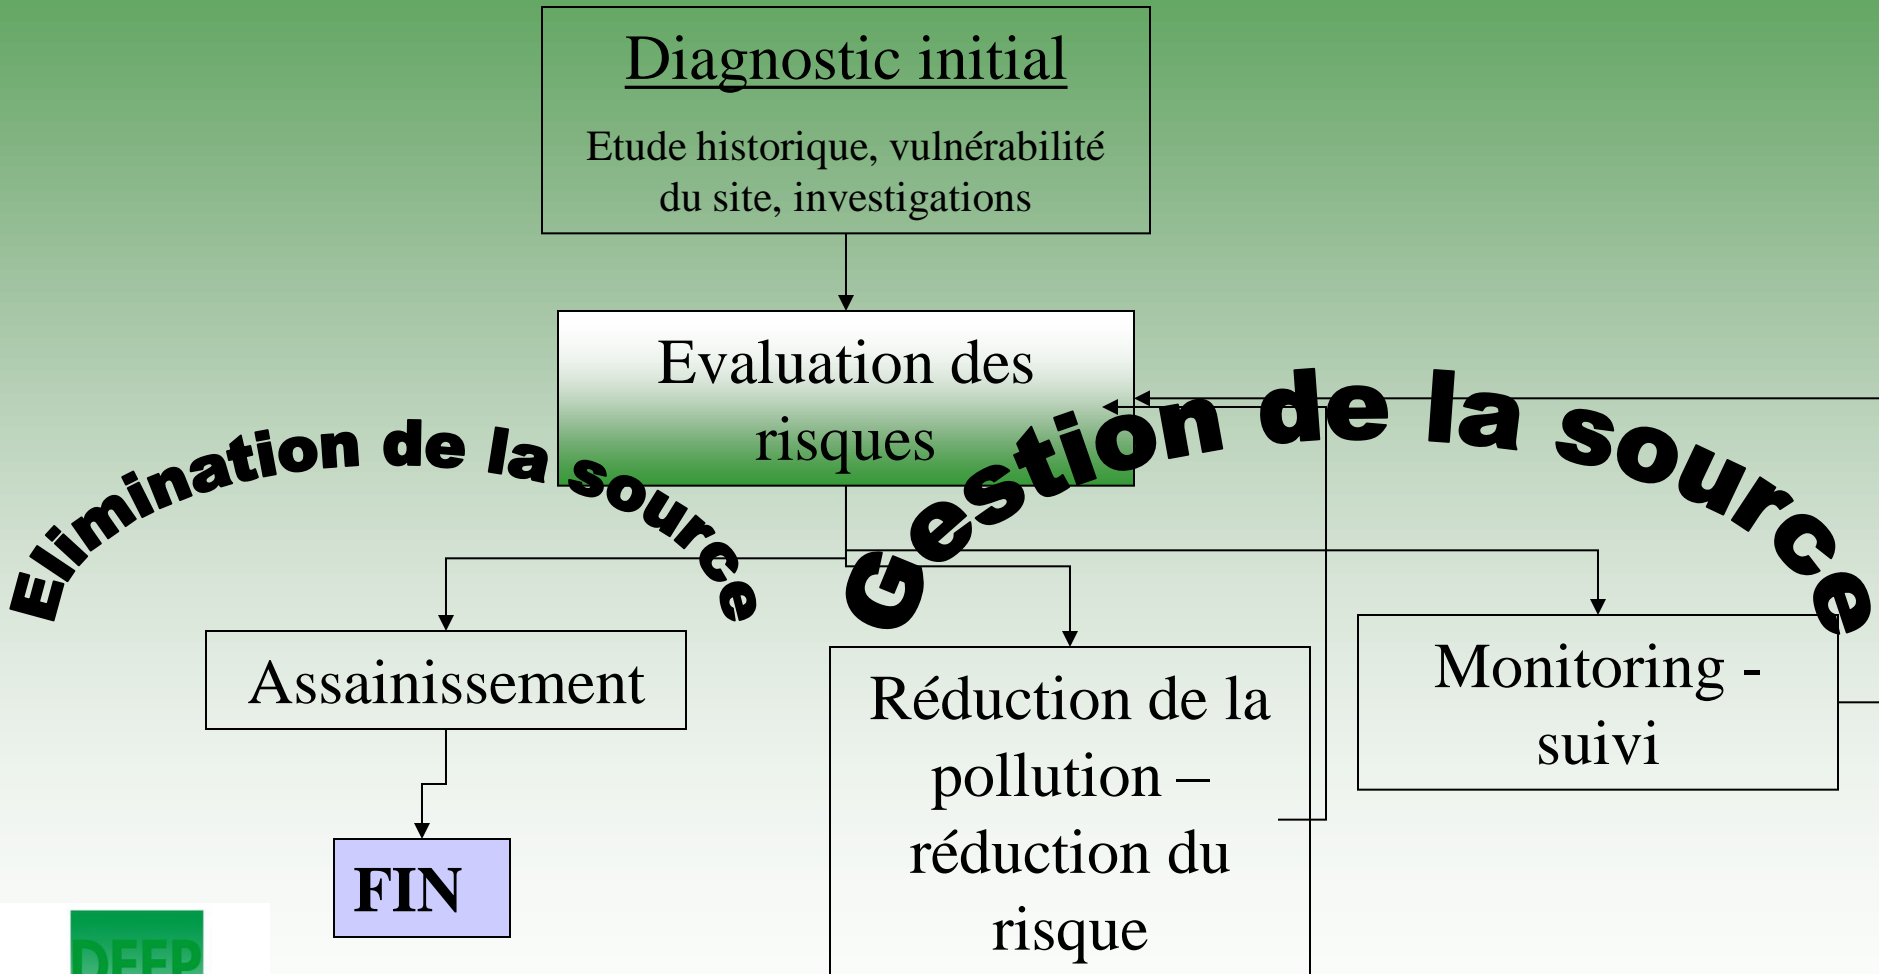 Diagnostic initial
Etude historique, vulnérabilité
du site, investigations
Evaluation des
risques
Elimination de la source
Gestion de la source
Assainissement
Réduction de la
pollution –
réduction du
risque
Monitoring -
suivi
FIN
DEEP